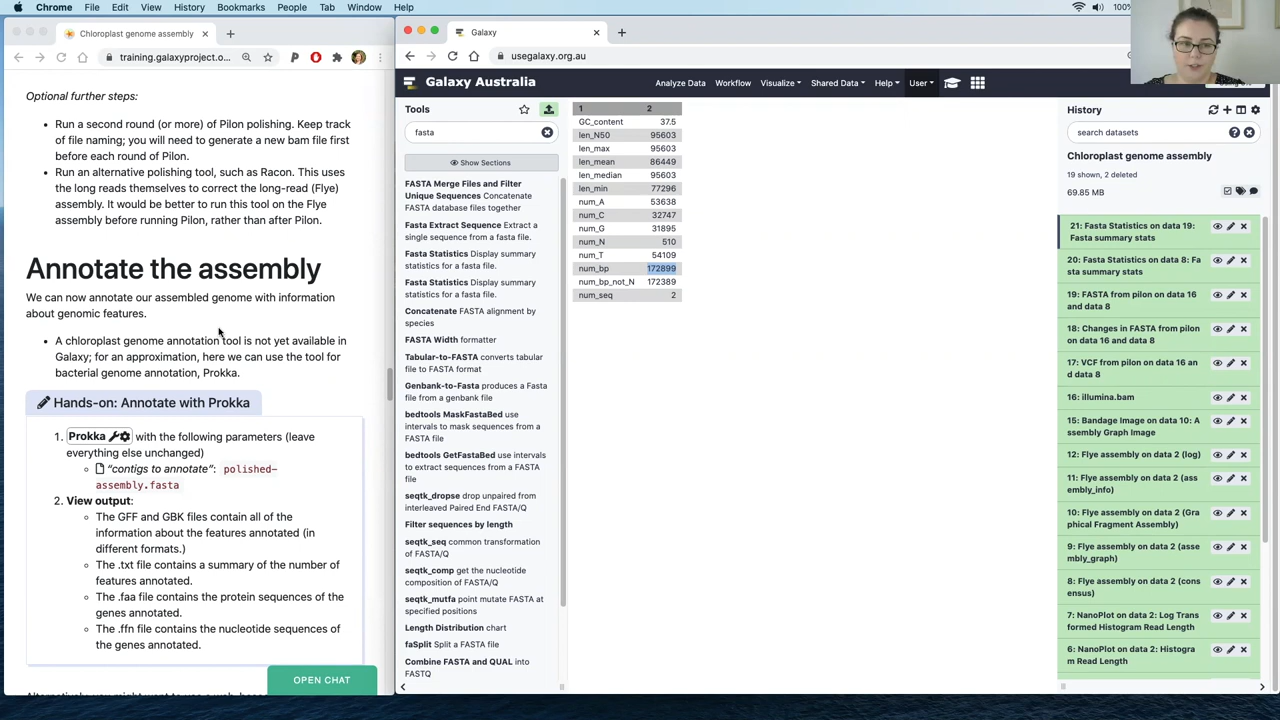 Chrome File Edit View History Bookmarks People Tab Window Help 100%
Chloroplast genome assembly
training.galaxyproject.o...
Optional further steps:
Run a second round (or more) of Pilon polishing. Keep track
of file naming; you will need to generate a new bam file first
before each round of Pilon.
Run an alternative polishing tool, such as Racon. This uses
the long reads themselves to correct the long-read (Flye)
assembly. It would be better to run this tool on the Flye
assembly before running Pilon, rather than after Pilon.
Annotate the assembly
We can now annotate our assembled genome with information
about genomic features.
A chloroplast genome annotation tool is not yet available in
Galaxy; for an approximation, here we can use the tool for
bacterial genome annotation, Prokka.
Hands-on: Annotate with Prokka
1. Prokka with the following parameters (leave
everything else unchanged)
"contigs to annotate": polished-
assembly.fasta
2. View output:
The GFF and GBK files contain all of the
information about the features annotated (in
different formats.)
The .txt file contains a summary of the number of
features annotated.
The .faa file contains the protein sequences of the
genes annotated.
The .ffn file contains the nucleotide sequences of
the genes annotated.
OPEN CHAT
Galaxy
usegalaxy.org.au
Galaxy Australia
Analyze Data Workflow Visualize Shared Data Help User
Tools
fasta
Show Sections
FASTA Merge Files and Filter
Unique Sequences Concatenate
FASTA database files together
Fasta Extract Sequence Extract a
single sequence from a fasta file.
Fasta Statistics Display summary
statistics for a fasta file.
Fasta Statistics Display summary
statistics for a fasta file.
Concatenate FASTA alignment by
species
FASTA Width formatter
Tabular-to-FASTA converts tabular
file to FASTA format
Genbank-to-Fasta produces a Fasta
file from a genbank file
bedtools MaskFastaBed use
intervals to mask sequences from a
FASTA file
bedtools GetFastaBed use intervals
to extract sequences from a FASTA
file
seqtk_dropse drop unpaired from
interleaved Paired End FASTA/Q
Filter sequences by length
seqtk_seq common transformation
of FASTA/Q
seqtk_comp get the nucleotide
composition of FASTA/Q
seqtk_mutfa point mutate FASTA at
specified positions
Length Distribution chart
faSplit Split a FASTA file
Combine FASTA and QUAL into
FASTQ
1 2
GC_content 37.5
len_N50 95603
len_max 95603
len_mean 86449
len_median 95603
len_min 77296
num_A 53638
num_C 32747
num_G 31895
num_N 510
num_T 54109
num_bp 172899
num_bp_not_N 172389
num_seq 2
History
search datasets
Chloroplast genome assembly
19 shown, 2 deleted
69.85 MB
21: Fasta Statistics on data 19:
Fasta summary stats
20: Fasta Statistics on data 8: Fa
sta summary stats
19: FASTA from pilon on data 16
and data 8
18: Changes in FASTA from pilon
on data 16 and data 8
17: VCF from pilon on data 16 an
d data 8
16: illumina.bam
15: Bandage Image on data 10: A
ssembly Graph Image
12: Flye assembly on data 2 (log)
11: Flye assembly on data 2 (ass
embly_info)
10: Flye assembly on data 2 (Gra
phical Fragment Assembly)
9: Flye assembly on data 2 (asse
mbly_graph)
8: Flye assembly on data 2 (con
sensus)
7: NanoPlot on data 2: Log Trans
formed Histogram Read Length
6: NanoPlot on data 2: Histogra
m Read Length